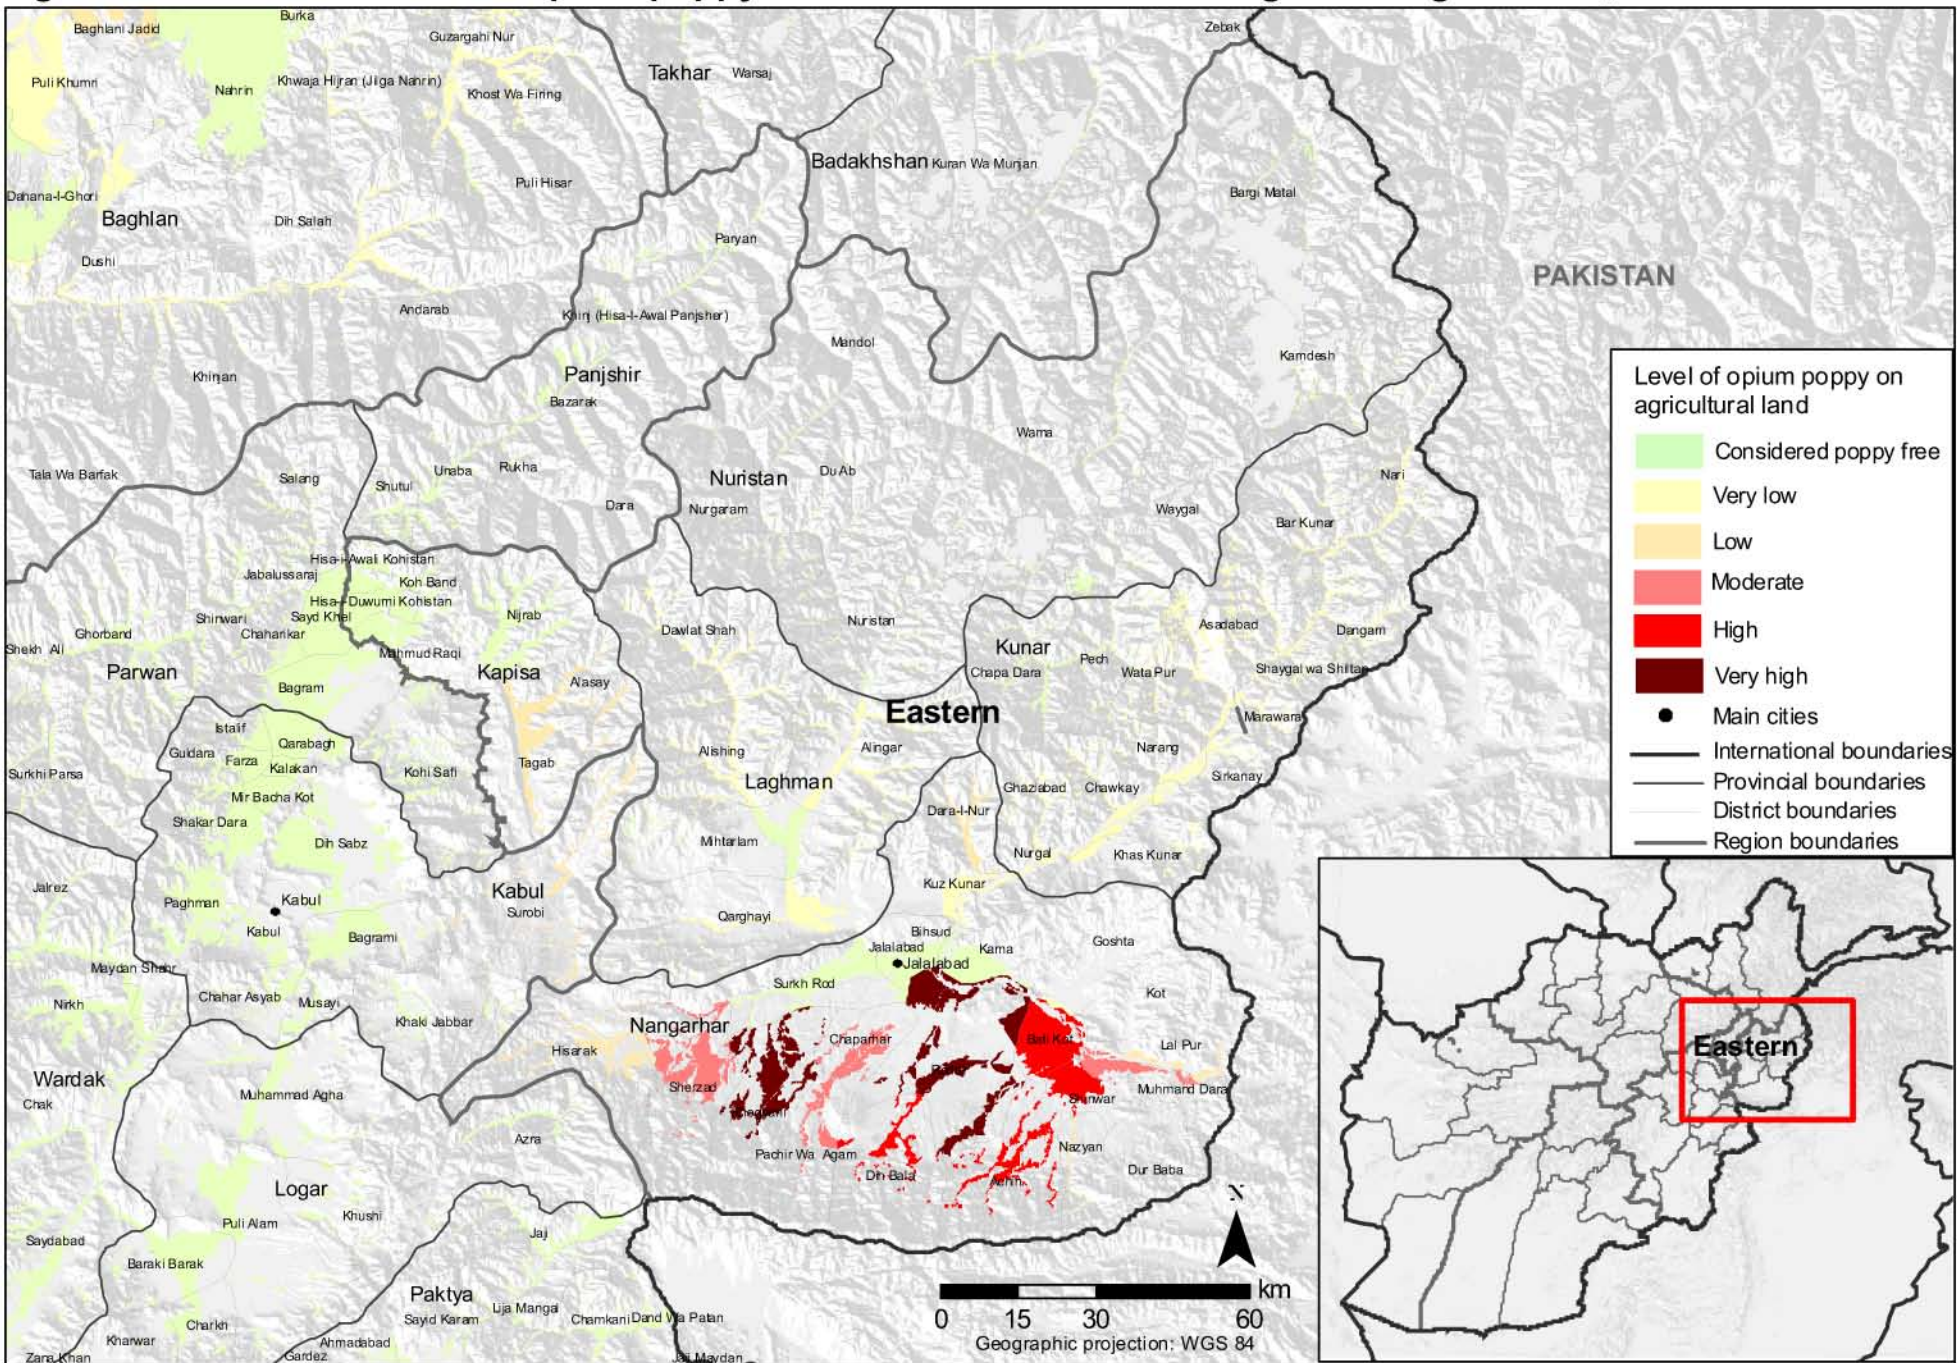 Burka
Baghlani Jadid
Zebak
Guzargahi Nur
Takhar
Warsaj
Puli Khumri
Nahrin
Khwaja Hijran (Jilga Nahrin)
Khost Wa Firing
Badakhshan
Kuran Wa Munjan
Puli Hisar
Bargi Matal
Dahana-I-Ghori
Baghlan
Dih Salah
Paryan
Dushi
PAKISTAN
Andarab
Khinj (Hisa-I-Awal Panjsher)
Mandol
Kamdesh
Khinjan
Panjshir
Bazarak
Wama
Tala Wa Barfak
Salang
Shutul
Unaba
Rukha
Dara
Nuristan
Du Ab
Nurgaram
Waygal
Nari
Bar Kunar
Hisa-i-Awali Kohistan
Jabalussaraj
Koh Band
Hisa-i-Duwumi Kohistan
Sayd Khel
Shinwari
Chaharikar
Ghorband
Shekh Ali
Nijrab
Dawlat Shah
Nuristan
Asadabad
Dangam
Mahmud Raqi
Parwan
Kapisa
Alasay
Kunar
Chapa Dara
Pech
Wata Pur
Shaygal wa Shiltan
Bagram
Eastern
Marawara
Istalif
Guldara
Farza
Qarabagh
Kalakan
Surkhi Parsa
Kohi Safi
Tagab
Alishing
Alingar
Narang
Sirkanay
Mir Bacha Kot
Laghman
Ghaziabad
Chawkay
Shakar Dara
Dara-I-Nur
Dih Sabz
Mihtarlam
Nurgal
Khas Kunar
Jalrez
Paghman
Kabul
Kabul
Kabul
Surobi
Kuz Kunar
Qarghayi
Bagrami
Bihsud
Jalalabad
Jalalabad
Kama
Goshta
Maydan Shahr
Nirkh
Chahar Asyab
Musayi
Khaki Jabbar
Surkh Rod
Kot
Nangarhar
Hisarak
Chaparhar
Bati Kot
Lal Pur
Wardak
Chak
Muhammad Agha
Sherzad
Shinwar
Muhmand Dara
Azra
Pachir Wa Agam
Nazyan
Dih Bala
Achin
Dur Baba
Logar
Puli Alam
Khushi
Jaji
Saydabad
Baraki Barak
Paktya
Sayid Karam
Lija Mangal
Chamkani
Dand Wa Patan
Charkh
Kharwar
Ahmadabad
Gardez
Zana Khan
Jaji Maydan
Level of opium poppy on
agricultural land
Considered poppy free
Very low
Low
Moderate
High
Very high
Main cities
International boundaries
Provincial boundaries
District boundaries
Region boundaries
Eastern
N
km
0 15 30 60
Geographic projection: WGS 84